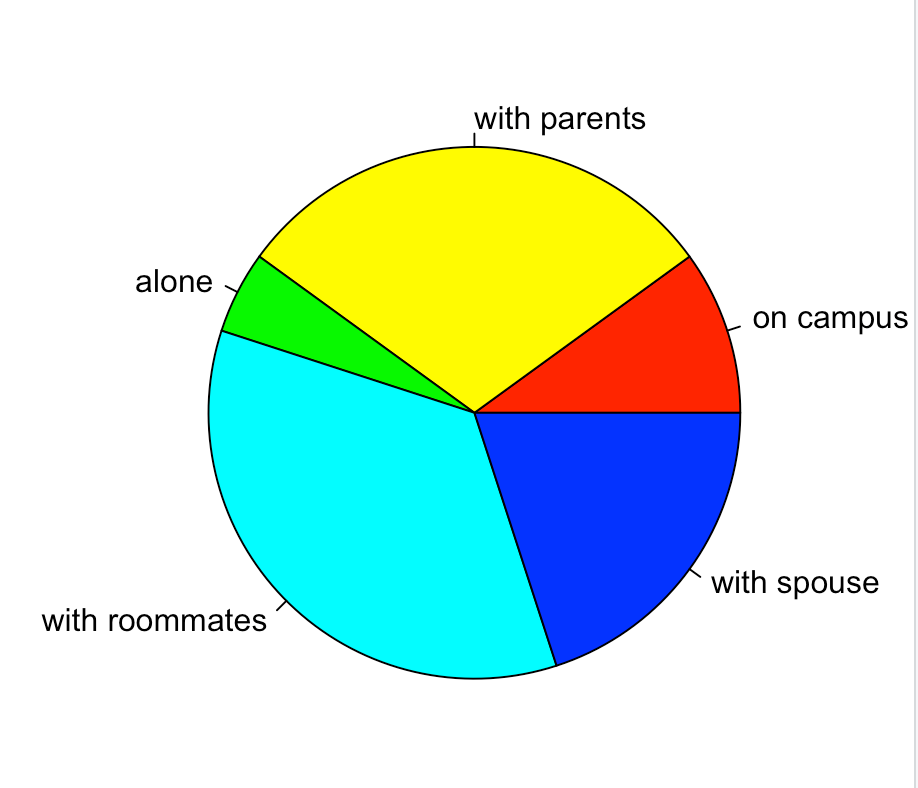 with parents
alone
on campus
with spouse
with roommates